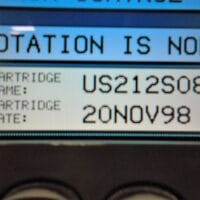 OTATION IS NO
ARTRIDGE
AME: US212S08
ARTRIDGE
ATE: 20NOV98